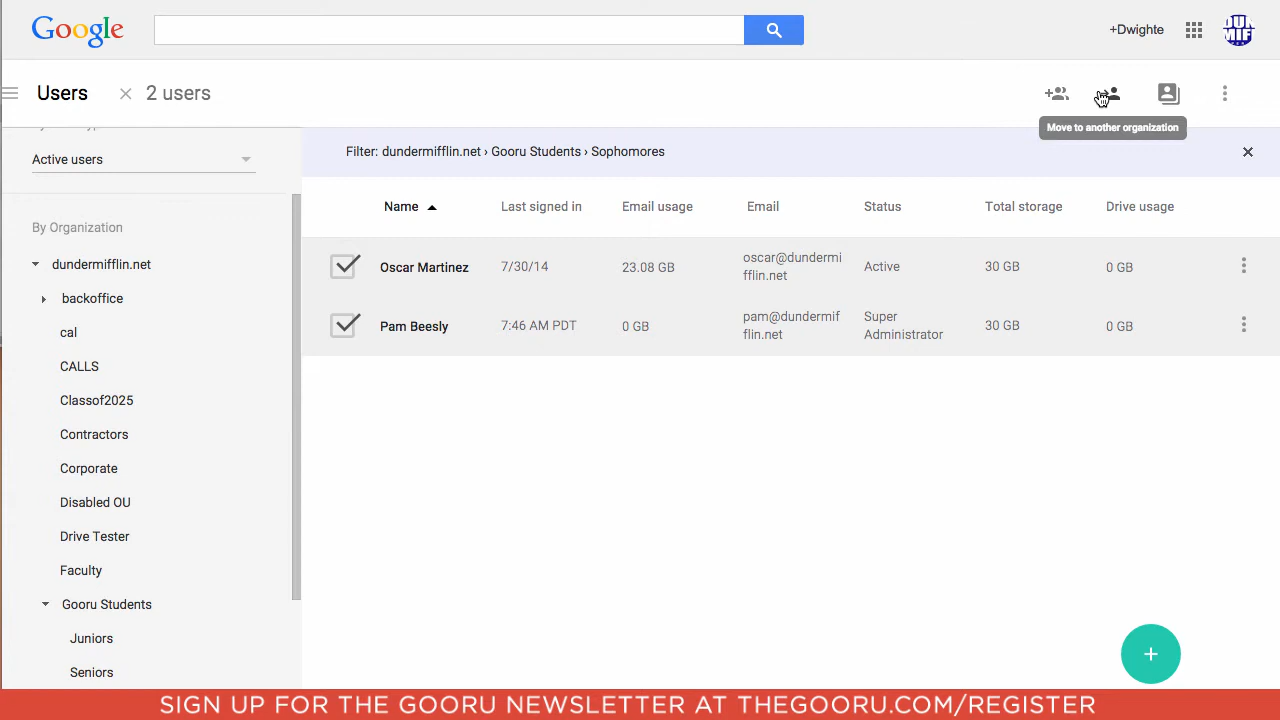 Google
+Dwighte
Users
2 users
Move to another organization
Active users
Filter: dundermifflin.net › Gooru Students › Sophomores
Name
Last signed in
Email usage
Email
Status
Total storage
Drive usage
By Organization
dundermifflin.net
backoffice
cal
CALLS
Classof2025
Contractors
Corporate
Disabled OU
Drive Tester
Faculty
Gooru Students
Juniors
Seniors
Oscar Martinez
7/30/14
23.08 GB
oscar@dundermi
fflin.net
Active
30 GB
0 GB
Pam Beesly
7:46 AM PDT
0 GB
pam@dundermif
flin.net
Super
Administrator
30 GB
0 GB
SIGN UP FOR THE GOORU NEWSLETTER AT THEGOORU.COM/REGISTER